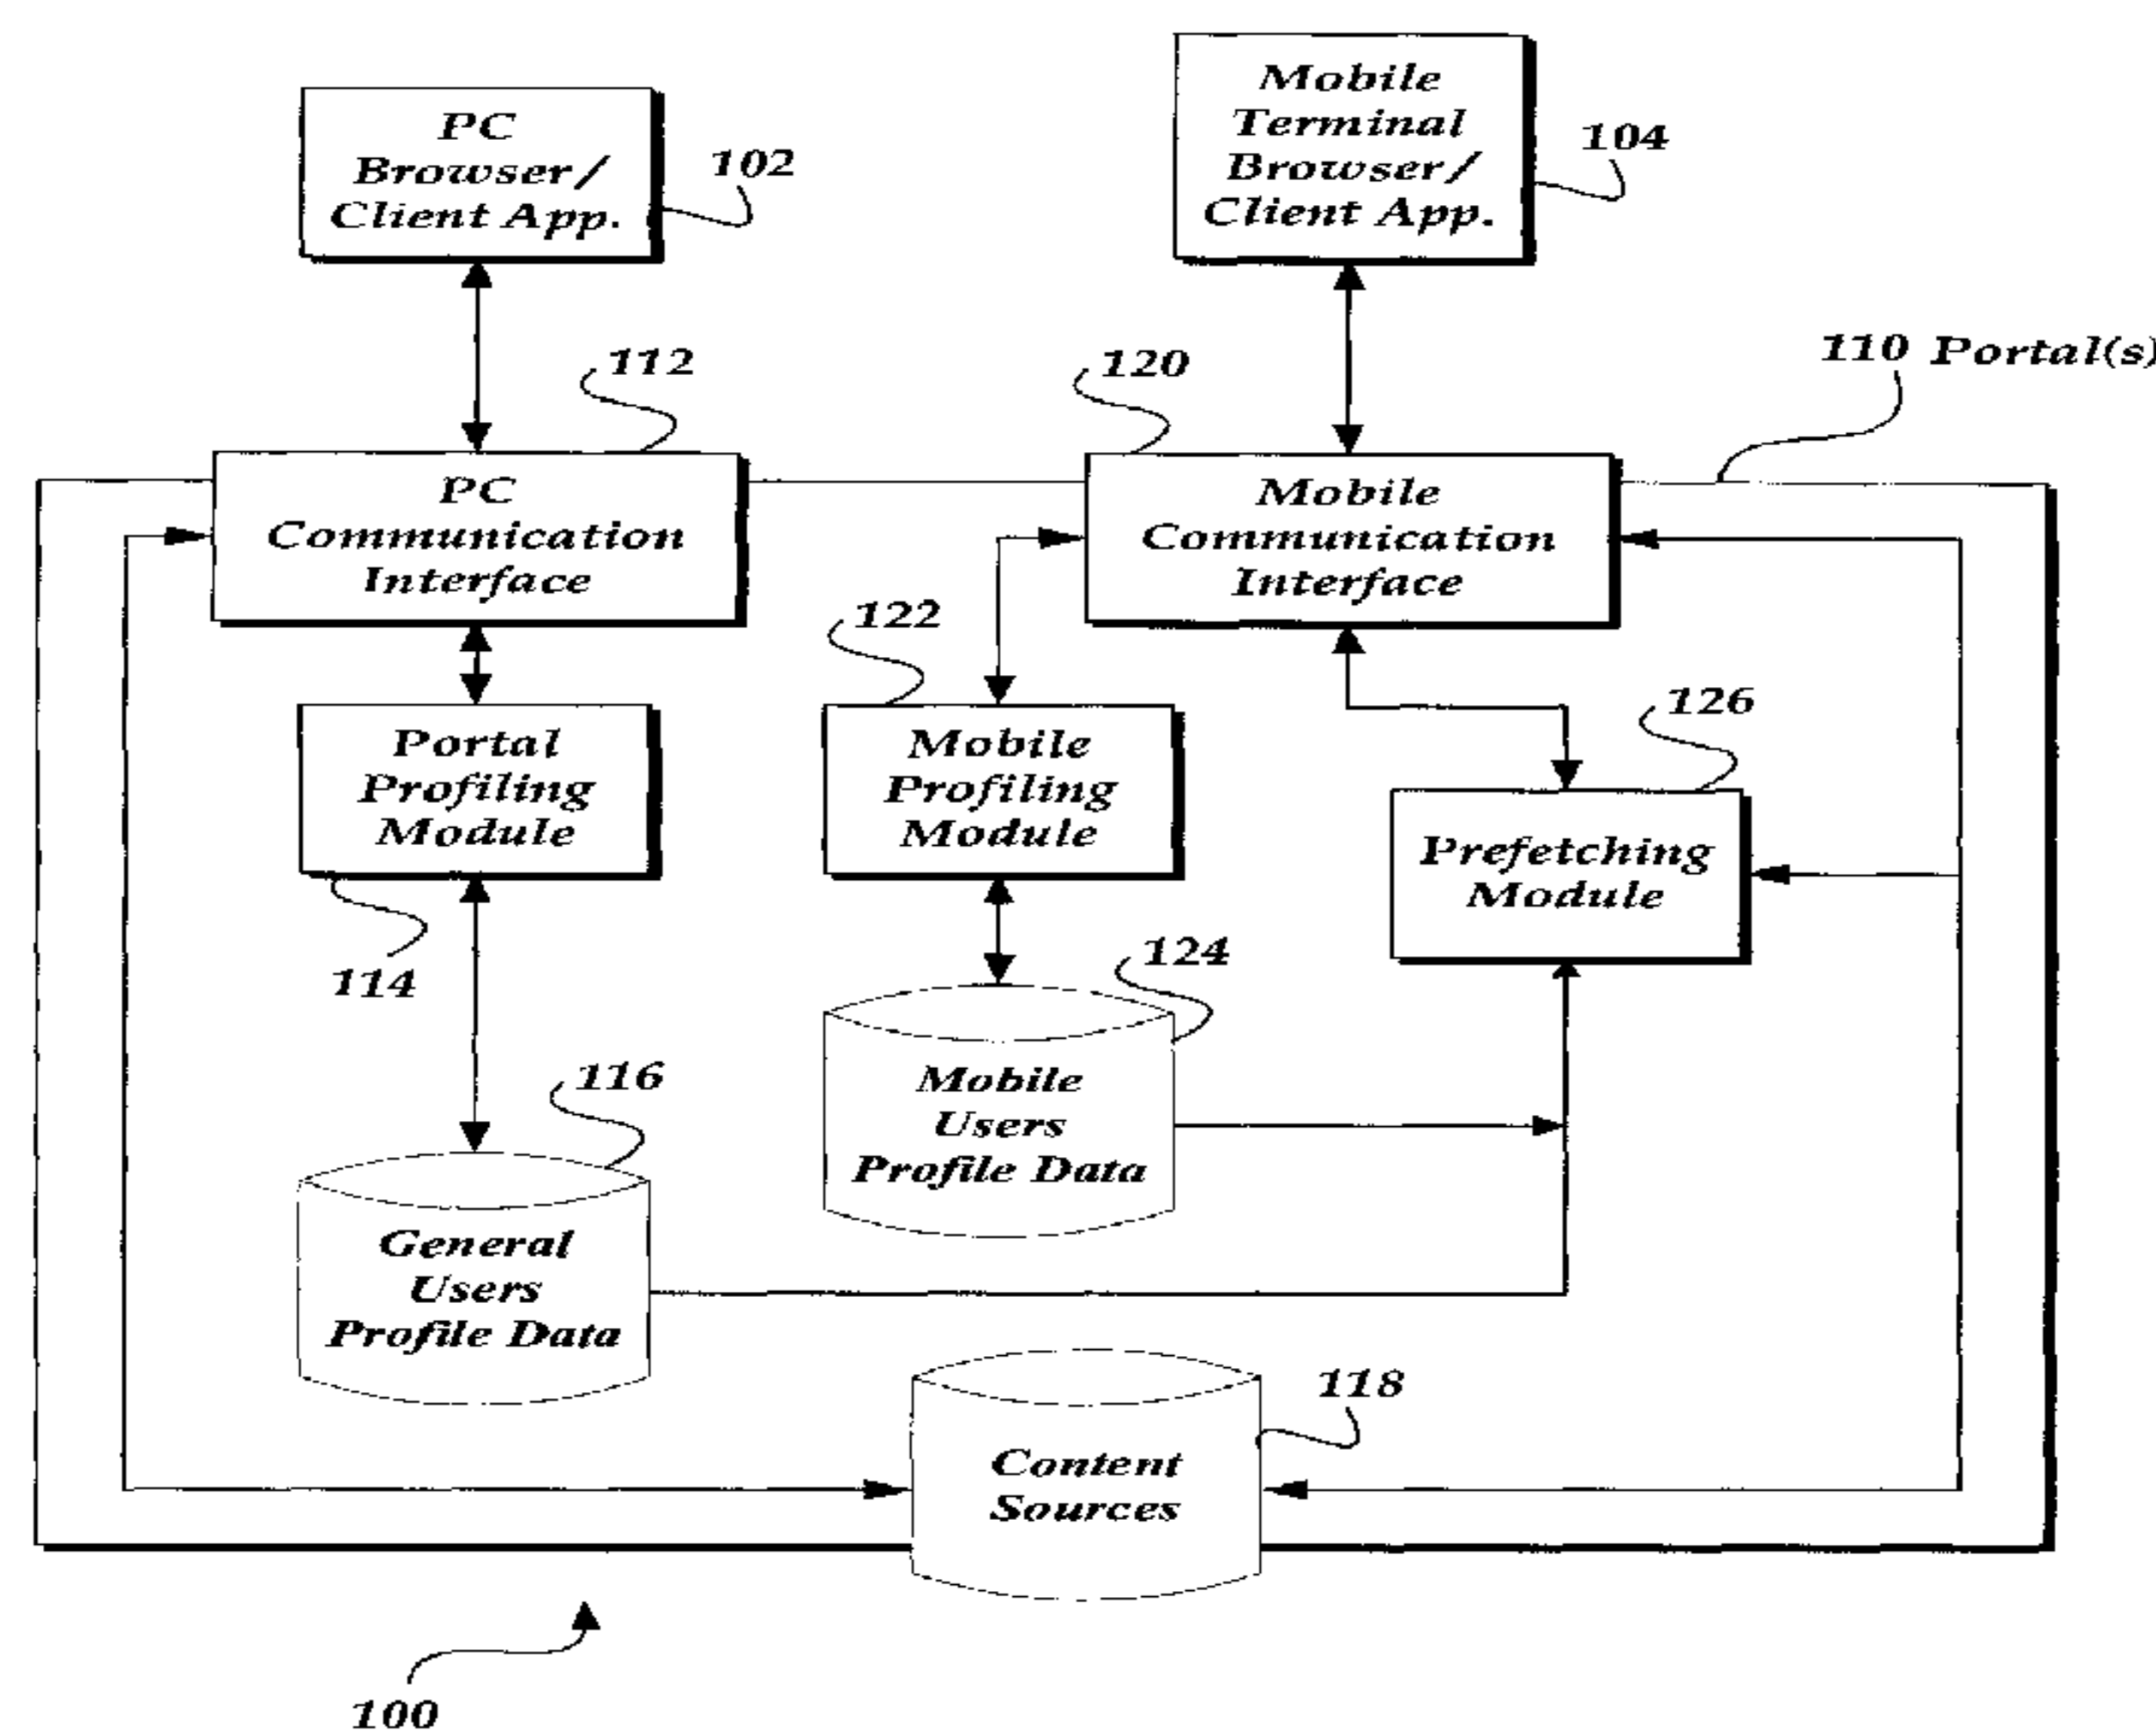 PC
Browser/
Client App.
102
Mobile
Terminal
Browser/
Client App.
104
112
120
110 Portal(s)
PC
Communication
Interface
Mobile
Communication
Interface
122
126
Portal
Profiling
Module
Mobile
Profiling
Module
Prefetching
Module
114
124
116
Mobile
Users
Profile Data
General
Users
Profile Data
118
Content
Sources
100